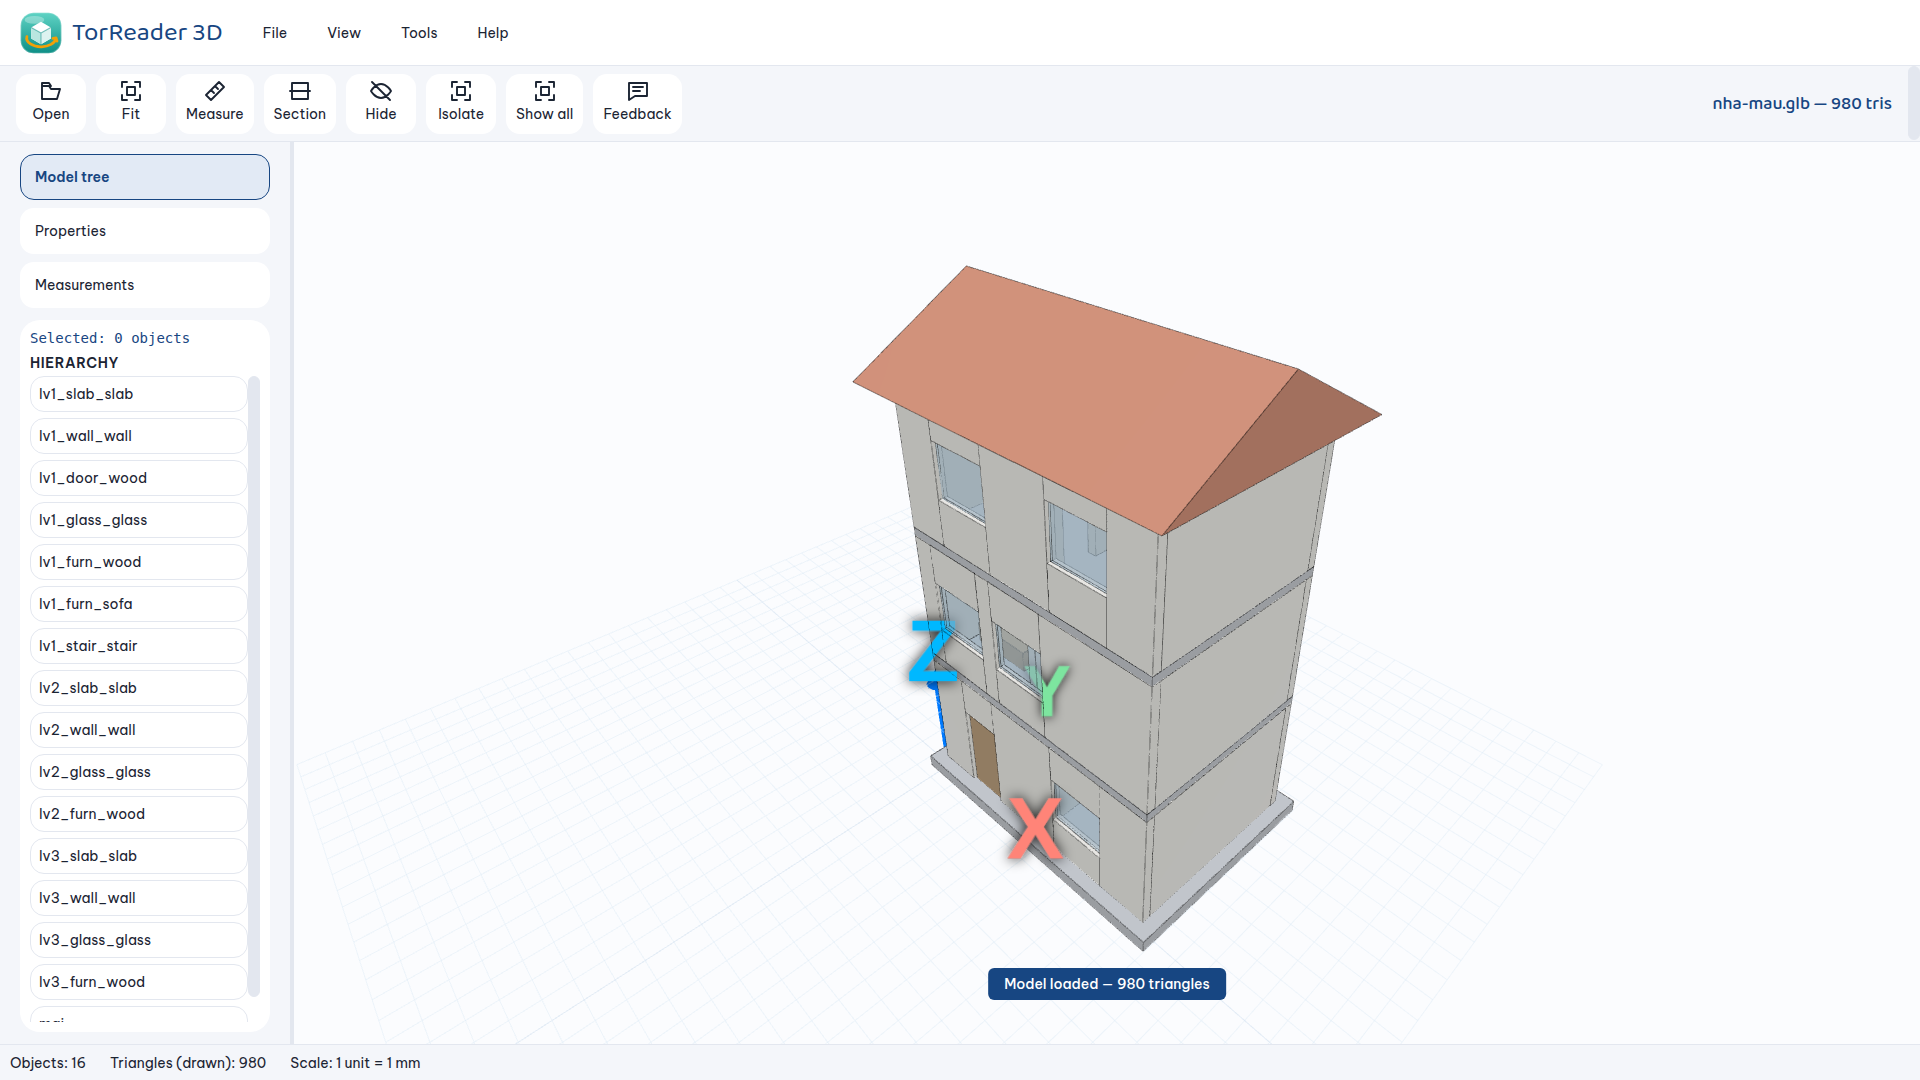 TorReader 3D
File
View
Tools
Help
Open
Fit
Measure
Section
Hide
Isolate
Show all
Feedback
nha-mau.glb — 980 tris
Model tree
Properties
Measurements
Selected: 0 objects
HIERARCHY
lv1_slab_slab
lv1_wall_wall
lv1_door_wood
lv1_glass_glass
lv1_furn_wood
lv1_furn_sofa
lv1_stair_stair
lv2_slab_slab
lv2_wall_wall
lv2_glass_glass
lv2_furn_wood
lv3_slab_slab
lv3_wall_wall
lv3_glass_glass
lv3_furn_wood
Z
Y
X
Model loaded — 980 triangles
Objects: 16
Triangles (drawn): 980
Scale: 1 unit = 1 mm